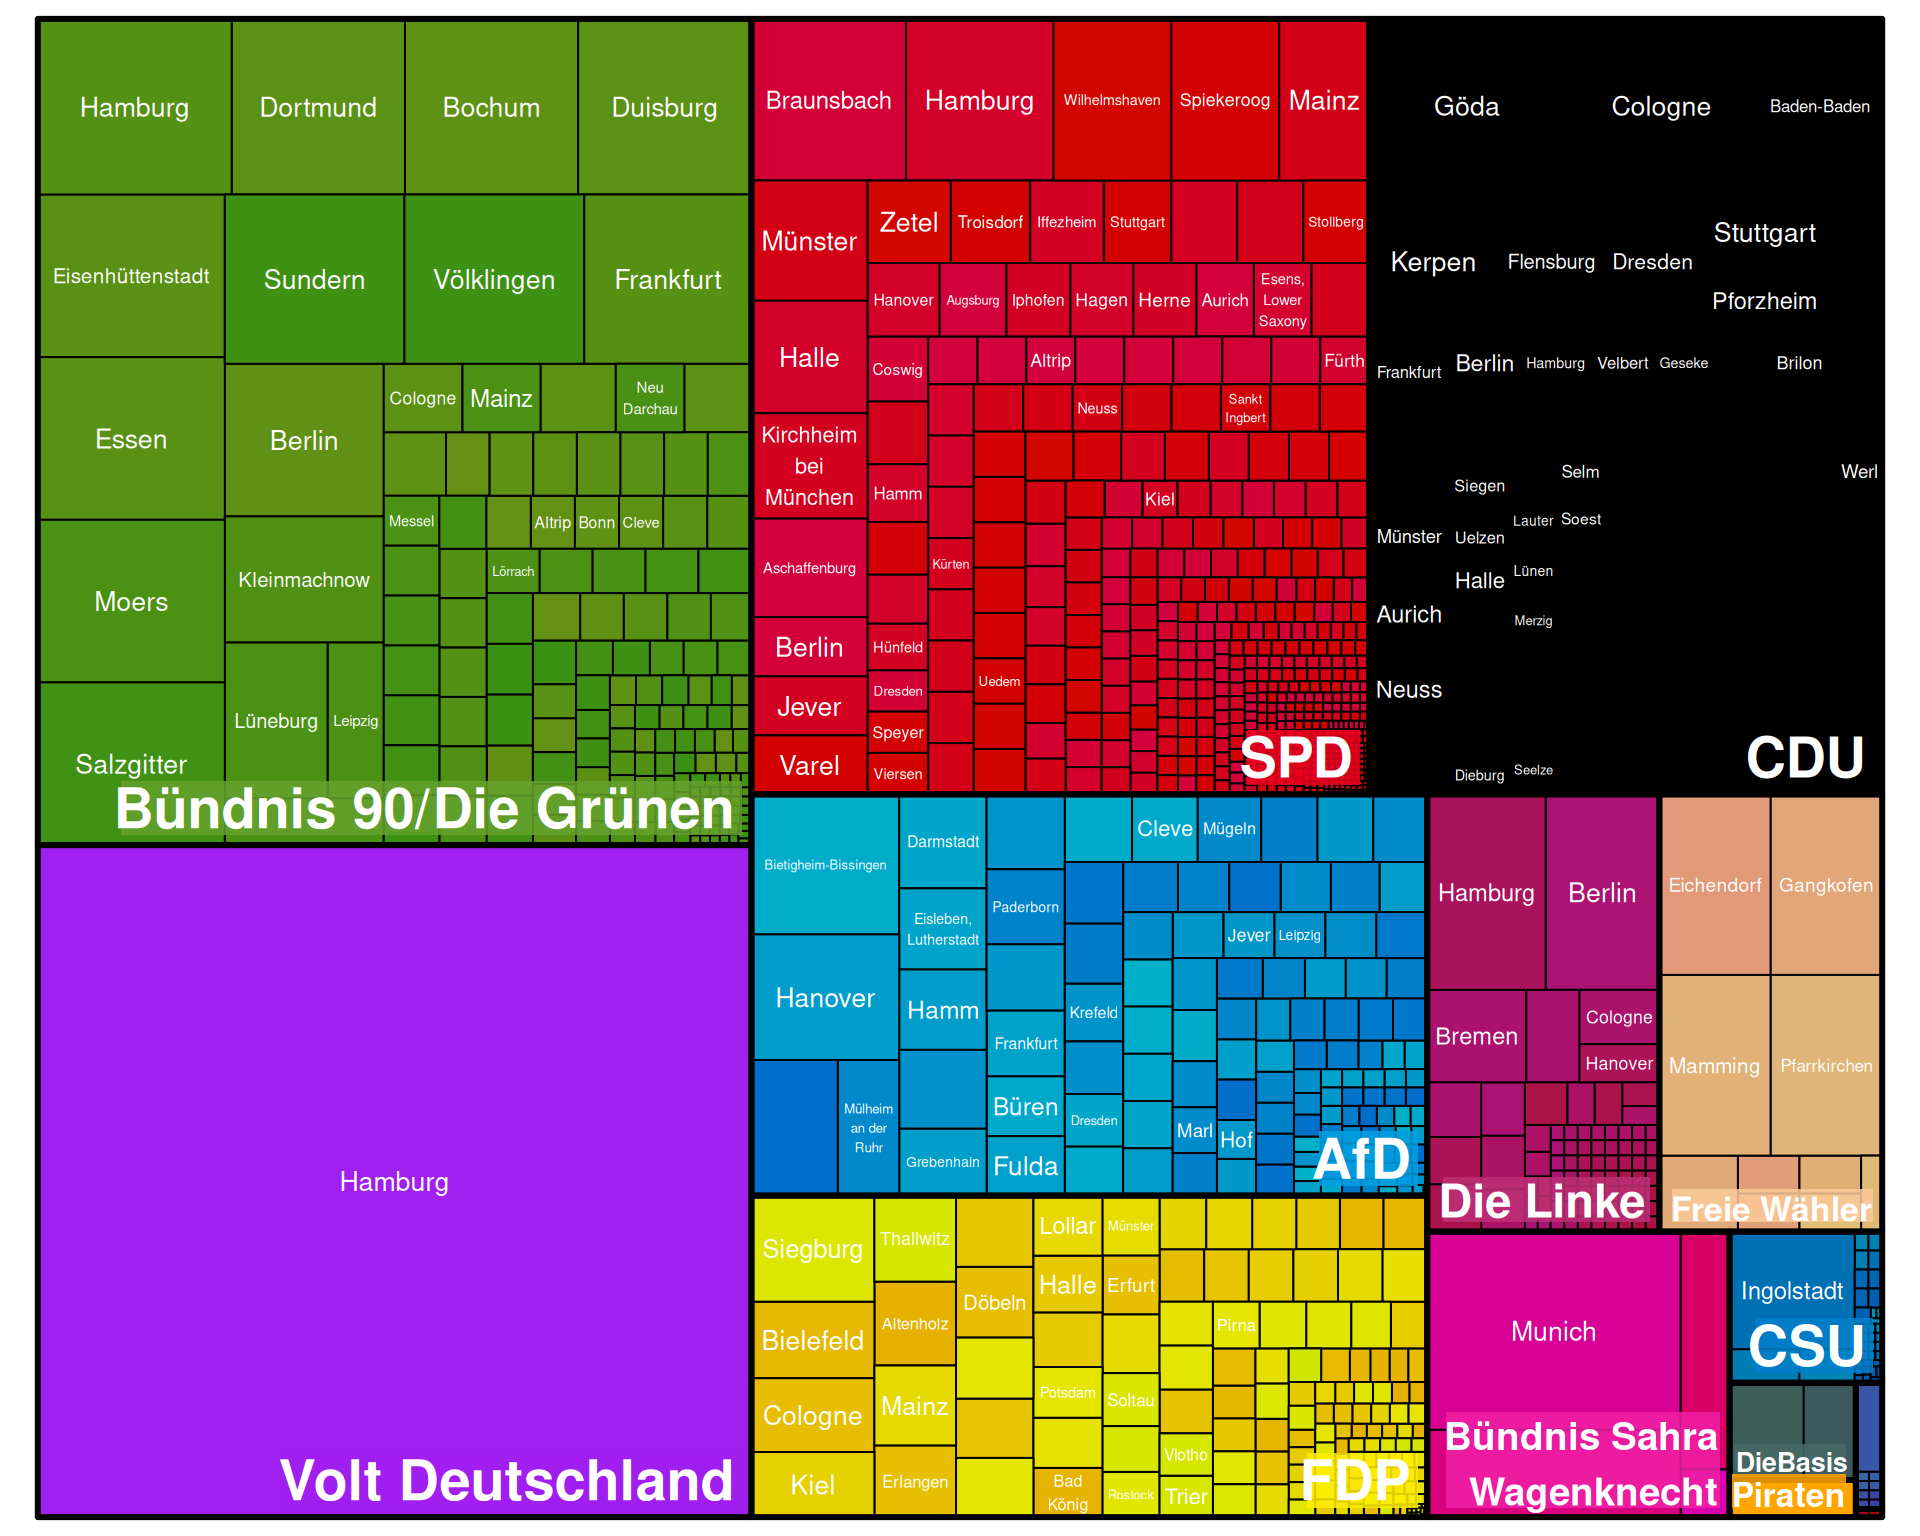 Hamburg
Dortmund
Bochum
Duisburg
Eisenhüttenstadt
Sundern
Völklingen
Frankfurt
Essen
Berlin
Cologne
Mainz
Neu
Darchau
Messel
Altrip
Bonn
Cleve
Moers
Kleinmachnow
Lörrach
Lüneburg
Leipzig
Salzgitter
Bündnis 90/Die Grünen
Hamburg
Volt Deutschland
Braunsbach
Hamburg
Wilhelmshaven
Spiekeroog
Mainz
Münster
Zetel
Troisdorf
Iffezheim
Stuttgart
Stollberg
Hanover
Augsburg
Iphofen
Hagen
Herne
Aurich
Esens,
Lower
Saxony
Halle
Coswig
Altrip
Fürth
Neuss
Sankt
Ingbert
Kirchheim
bei
München
Hamm
Kiel
Aschaffenburg
Kürten
Berlin
Hünfeld
Uedem
Dresden
Jever
Speyer
Varel
Viersen
SPD
Göda
Cologne
Baden-Baden
Kerpen
Flensburg
Dresden
Stuttgart
Pforzheim
Frankfurt
Berlin
Hamburg
Velbert
Geseke
Brilon
Siegen
Selm
Werl
Münster
Uelzen
Lauter
Soest
Halle
Lünen
Aurich
Merzig
Neuss
Dieburg
Seelze
CDU
Bietigheim-Bissingen
Darmstadt
Cleve
Mügeln
Eisleben,
Lutherstadt
Paderborn
Jever
Leipzig
Hanover
Hamm
Krefeld
Frankfurt
Mülheim
an der
Ruhr
Büren
Dresden
Marl
Hof
Grebenhain
Fulda
AfD
Hamburg
Berlin
Bremen
Cologne
Hanover
Die Linke
Eichendorf
Gangkofen
Mamming
Pfarrkirchen
Freie Wähler
Siegburg
Thallwitz
Lollar
Münster
Döbeln
Halle
Erfurt
Bielefeld
Altenholz
Pirna
Cologne
Mainz
Potsdam
Soltau
Vlotho
Kiel
Erlangen
Bad
König
Rostock
Trier
FDP
Munich
Bündnis Sahra
Wagenknecht
Ingolstadt
CSU
DieBasis
Piraten